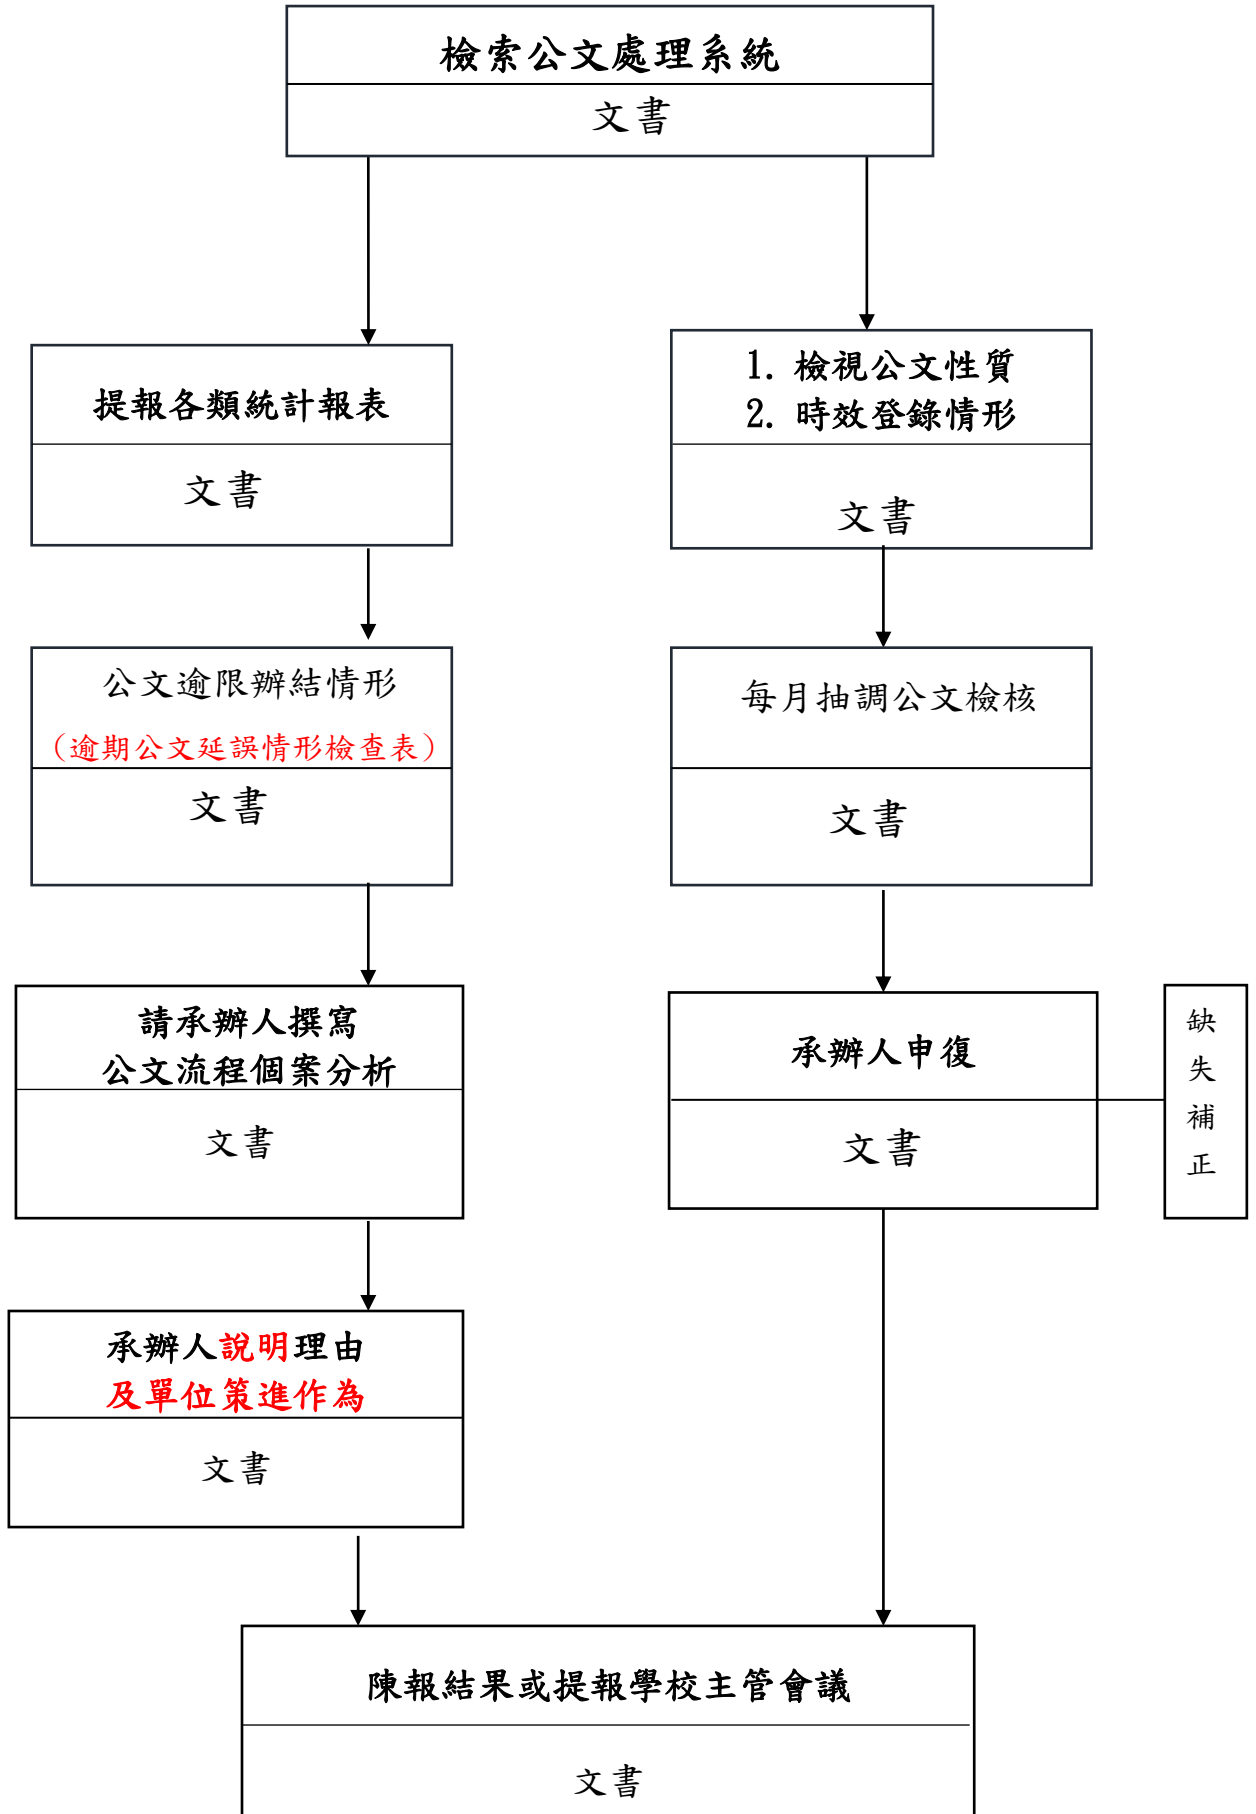 檢索公文處理系統
文書
提報各類統計報表
文書
1. 檢視公文性質
2. 時效登錄情形
文書
公文逾限辦結情形
(逾期公文延誤情形檢查表)
文書
每月抽調公文檢核
文書
請承辦人撰寫
公文流程個案分析
文書
承辦人申復
文書
缺
失
補
正
承辦人說明理由
及單位策進作為
文書
陳報結果或提報學校主管會議
文書